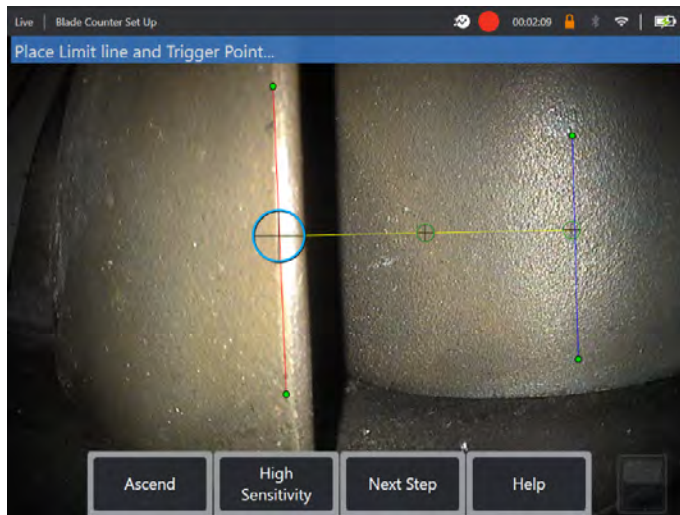 Live | Blade Counter Set Up 00:02:09
Place Limit line and Trigger Point...
Ascend
High
Sensitivity
Next Step
Help